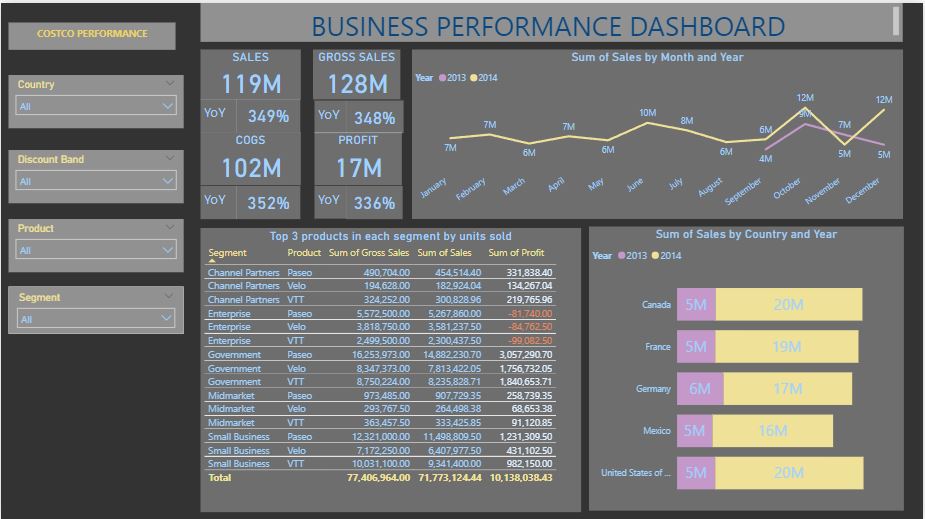 COSTCO PERFORMANCE
BUSINESS PERFORMANCE DASHBOARD
Country
All
Discount Band
All
Product
All
Segment
All
SALES
119M
YoY 349%
GROSS SALES
128M
YoY 348%
COGS
102M
YoY 352%
PROFIT
17M
YoY 336%
Sum of Sales by Month and Year
Year 2013 2014
7M 7M 6M 7M 6M 10M 8M 6M 6M 12M 5M 12M
4M 9M 7M 5M
January February March April May June July August September October November December
Top 3 products in each segment by units sold
Segment Product Sum of Gross Sales Sum of Sales Sum of Profit
Channel Partners Paseo 490,704.00 454,514.40 331,838.40
Channel Partners Velo 194,628.00 182,924.04 134,267.04
Channel Partners VTT 324,252.00 300,828.96 219,765.96
Enterprise Paseo 5,572,500.00 5,267,860.00 -81,740.00
Enterprise Velo 3,818,750.00 3,581,237.50 -84,762.50
Enterprise VTT 2,499,500.00 2,300,437.50 -99,082.50
Government Paseo 16,253,973.00 14,882,230.70 3,057,290.70
Government Velo 8,347,373.00 7,813,422.05 1,756,732.05
Government VTT 8,750,224.00 8,235,828.71 1,840,653.71
Midmarket Paseo 973,485.00 907,729.35 258,739.35
Midmarket Velo 293,767.50 264,498.38 68,653.38
Midmarket VTT 363,457.50 333,425.85 91,120.85
Small Business Paseo 12,321,000.00 11,498,809.50 1,231,309.50
Small Business Velo 7,172,250.00 6,407,977.50 431,102.50
Small Business VTT 10,031,100.00 9,341,400.00 982,150.00
Total 77,406,964.00 71,773,124.44 10,138,038.43
Sum of Sales by Country and Year
Year 2013 2014
Canada 5M 20M
France 5M 19M
Germany 6M 17M
Mexico 5M 16M
United States of ... 5M 20M